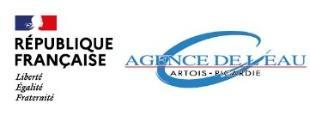 RÉPUBLIQUE
FRANÇAISE
Liberté
Égalité
Fraternité
AGENCE DE L'EAU
ARTOIS - PICARDIE